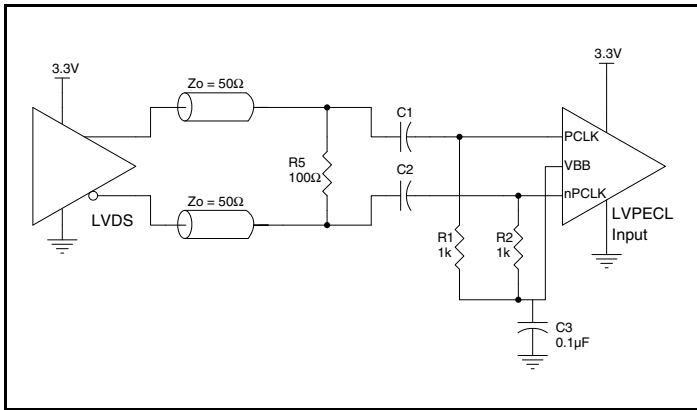 3.3V
Zo = 50Ω
3.3V
C1
PCLK
R5
100Ω
VBB
C2
nPCLK
Zo = 50Ω
LVDS
LVPECL
Input
R1
1k
R2
1k
C3
0.1µF